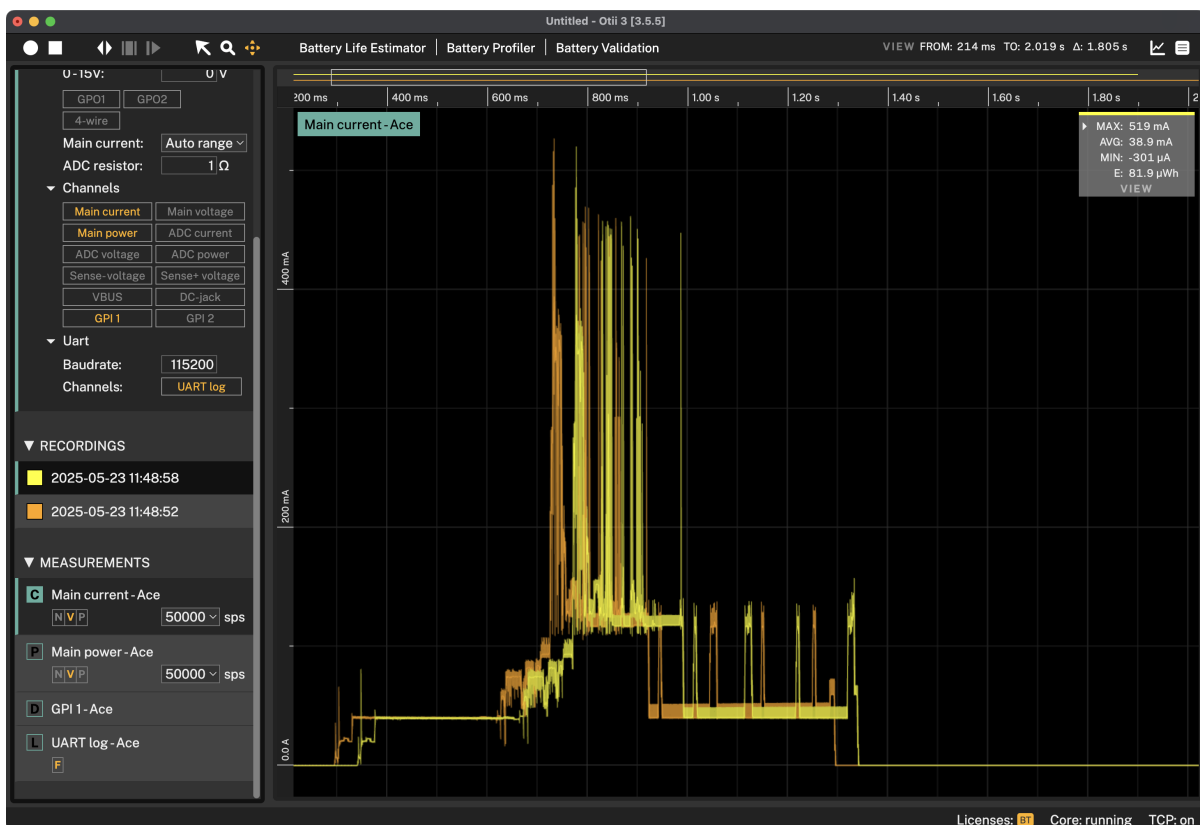 Untitled - Otii 3 [3.5.5]
Battery Life Estimator | Battery Profiler | Battery Validation
VIEW FROM: 214 ms TO: 2.019 s Δ: 1.805 s
0-15V: 0 V
GPO1 GPO2
4-wire
Main current: Auto range
ADC resistor: 1 Ω
Channels
Main current Main voltage
Main power ADC current
ADC voltage ADC power
Sense-voltage Sense+ voltage
VBUS DC-jack
GPI 1 GPI 2
Uart
Baudrate: 115200
Channels: UART log
RECORDINGS
2025-05-23 11:48:58
2025-05-23 11:48:52
MEASUREMENTS
C Main current - Ace
N V P 50000 sps
P Main power - Ace
N V P 50000 sps
D GPI 1 - Ace
L UART log - Ace
F
200 ms 400 ms 600 ms 800 ms 1.00 s 1.20 s 1.40 s 1.60 s 1.80 s 2
Main current - Ace
MAX: 519 mA
AVG: 38.9 mA
MIN: -301 µA
E: 81.9 µWh
VIEW
400 mA
200 mA
0.0 A
Licenses: BT Core: running TCP: on